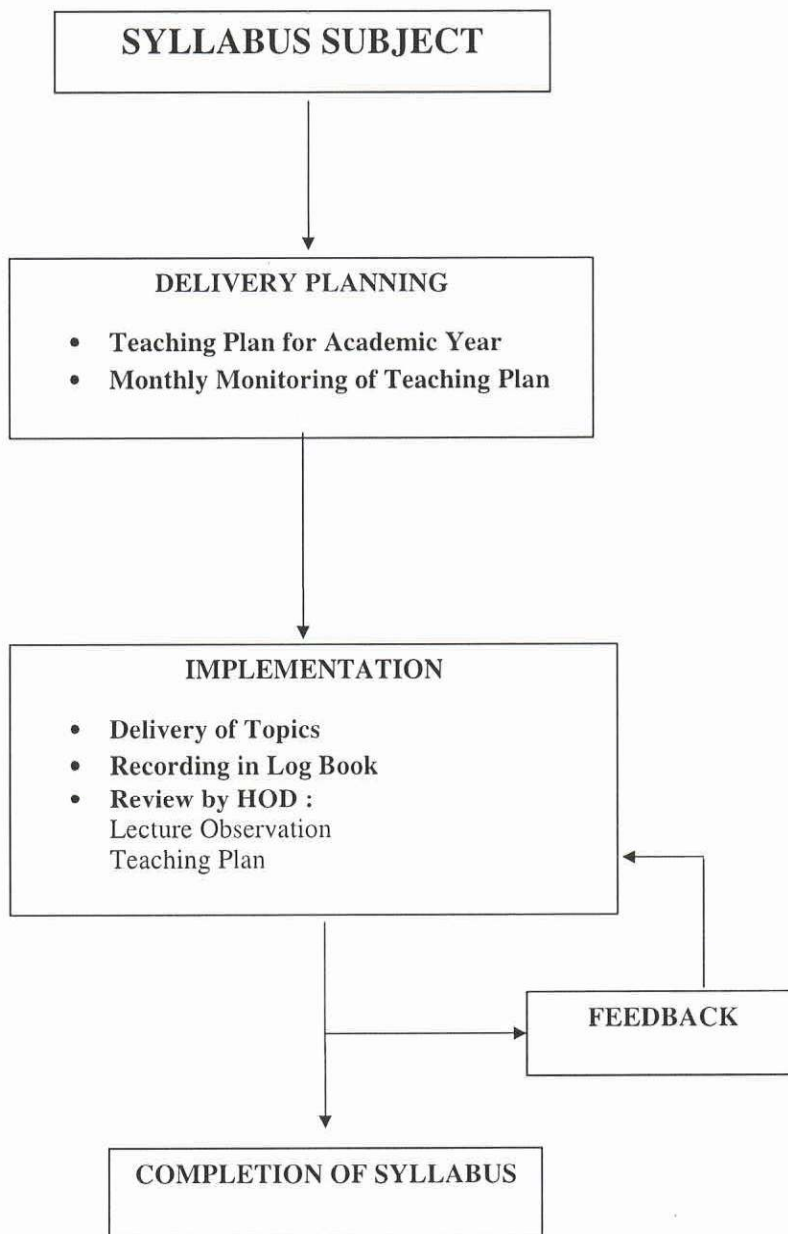 SYLLABUS SUBJECT
DELIVERY PLANNING
• Teaching Plan for Academic Year
• Monthly Monitoring of Teaching Plan
IMPLEMENTATION
• Delivery of Topics
• Recording in Log Book
• Review by HOD :
Lecture Observation
Teaching Plan
FEEDBACK
COMPLETION OF SYLLABUS